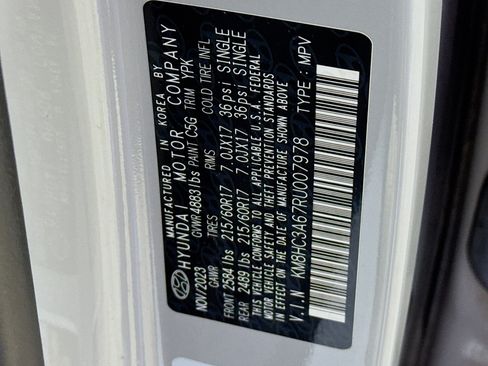 MANUFACTURED IN KOREA BY
HYUNDAI MOTOR COMPANY
NOV/2023 GVWR 4883 lbs PAINT C5G TRIM YPK
GAWR TIRES RIMS COLD TIRE INFL
FRONT 2584 lbs 215/60R17 7.0JX17 36psi SINGLE
REAR 2489 lbs 215/60R17 7.0JX17 36psi SINGLE
THIS VEHICLE CONFORMS TO ALL APPLICABLE U.S.A. FEDERAL
MOTOR VEHICLE SAFETY AND THEFT PREVENTION STANDARDS
IN EFFECT ON THE DATE OF MANUFACTURE SHOWN ABOVE.
V.I.N KM8HC3A67RU007978 TYPE : MPV